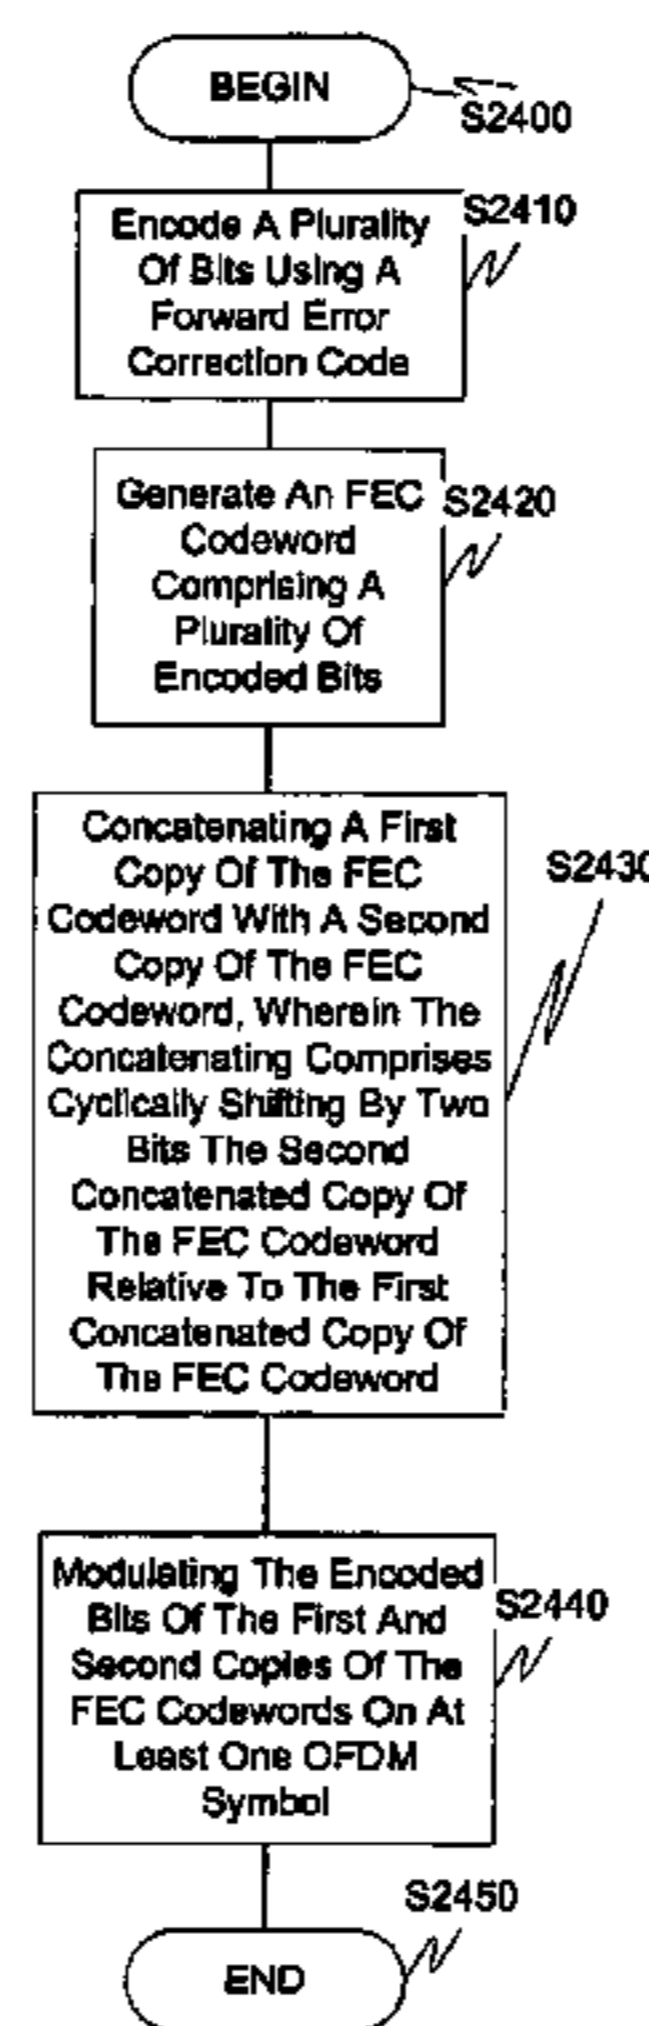 BEGIN
S2400
Encode A Plurality
Of Bits Using A
Forward Error
Correction Code
S2410
Generate An FEC
Codeword
Comprising A
Plurality Of
Encoded Bits
S2420
Concatenating A First
Copy Of The FEC
Codeword With A Second
Copy Of The FEC
Codeword, Wherein The
Concatenating Comprises
Cyclically Shifting By Two
Bits The Second
Concatenated Copy Of
The FEC Codeword
Relative To The First
Concatenated Copy Of
The FEC Codeword
S2430
Modulating The Encoded
Bits Of The First And
Second Copies Of The
FEC Codewords On At
Least One OFDM
Symbol
S2440
S2450
END